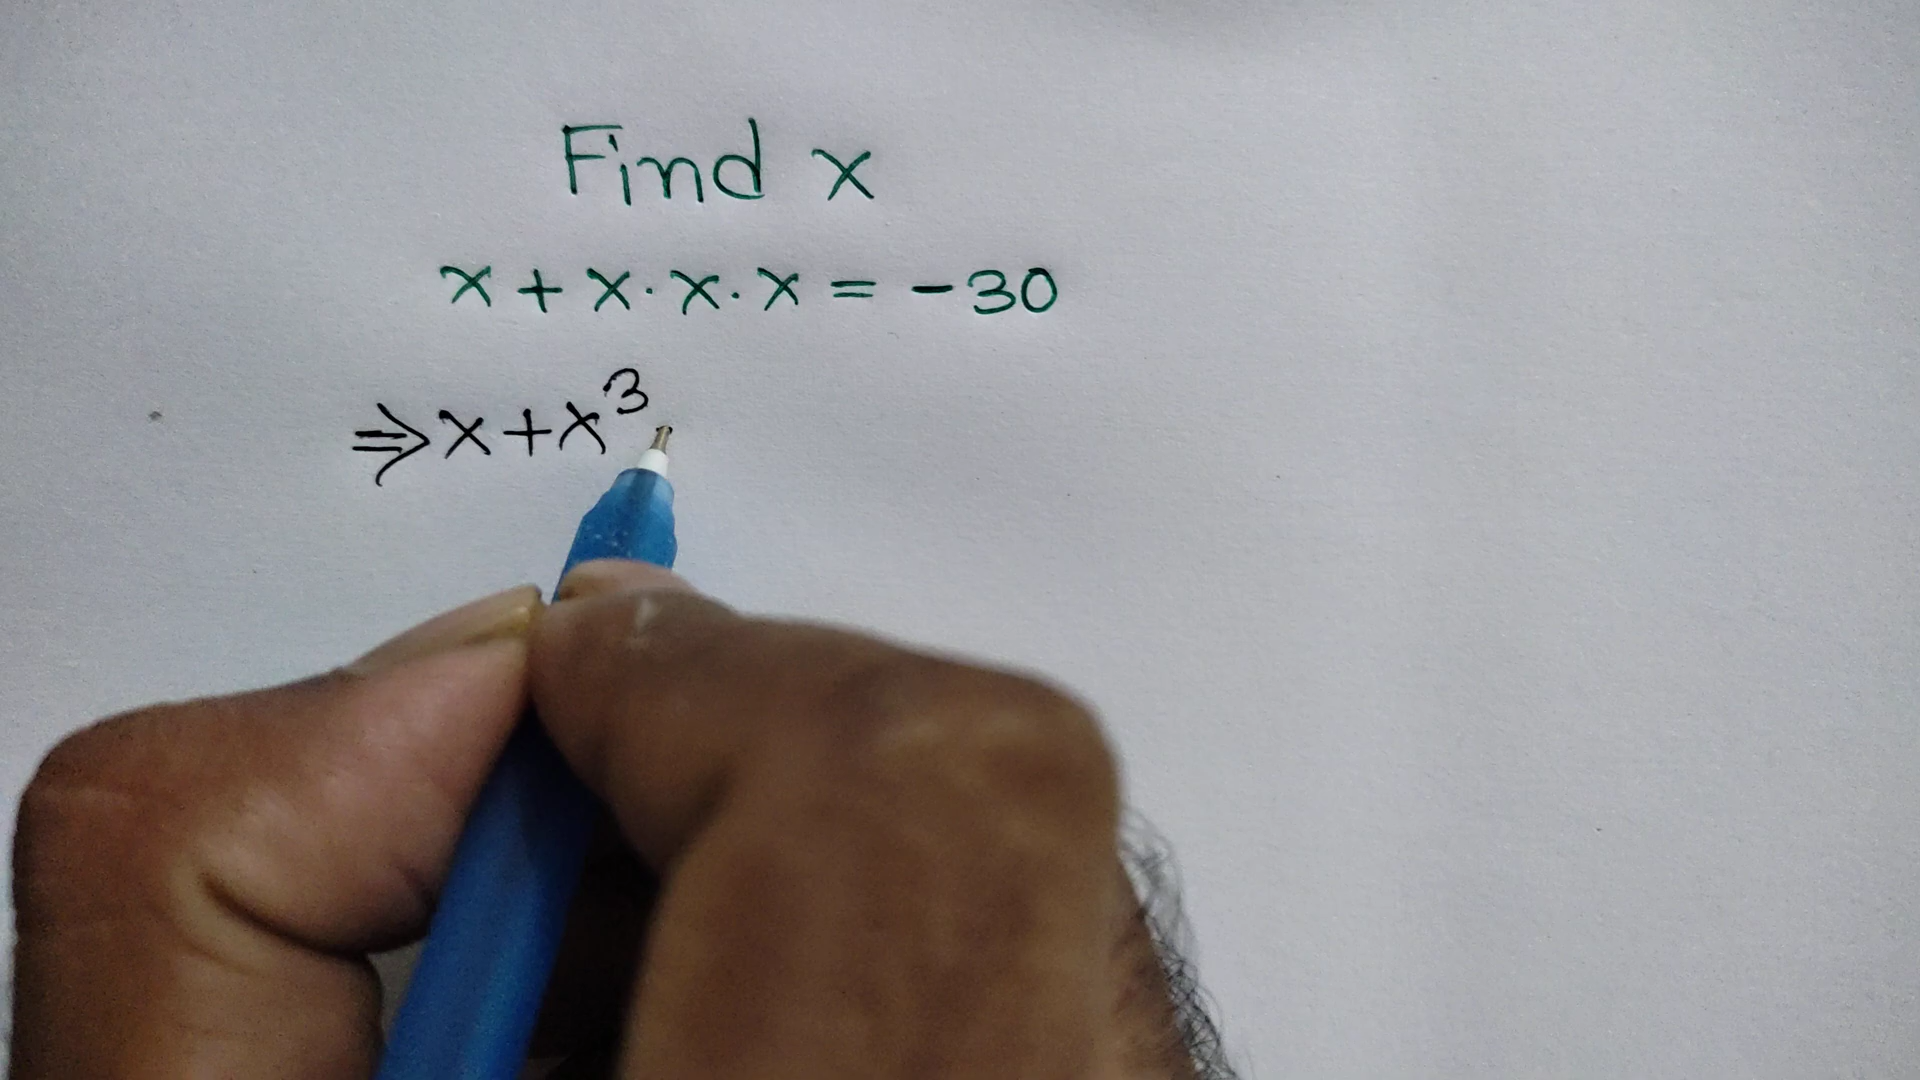 Find x
x + x · x · x = -30
⇒ x + x³